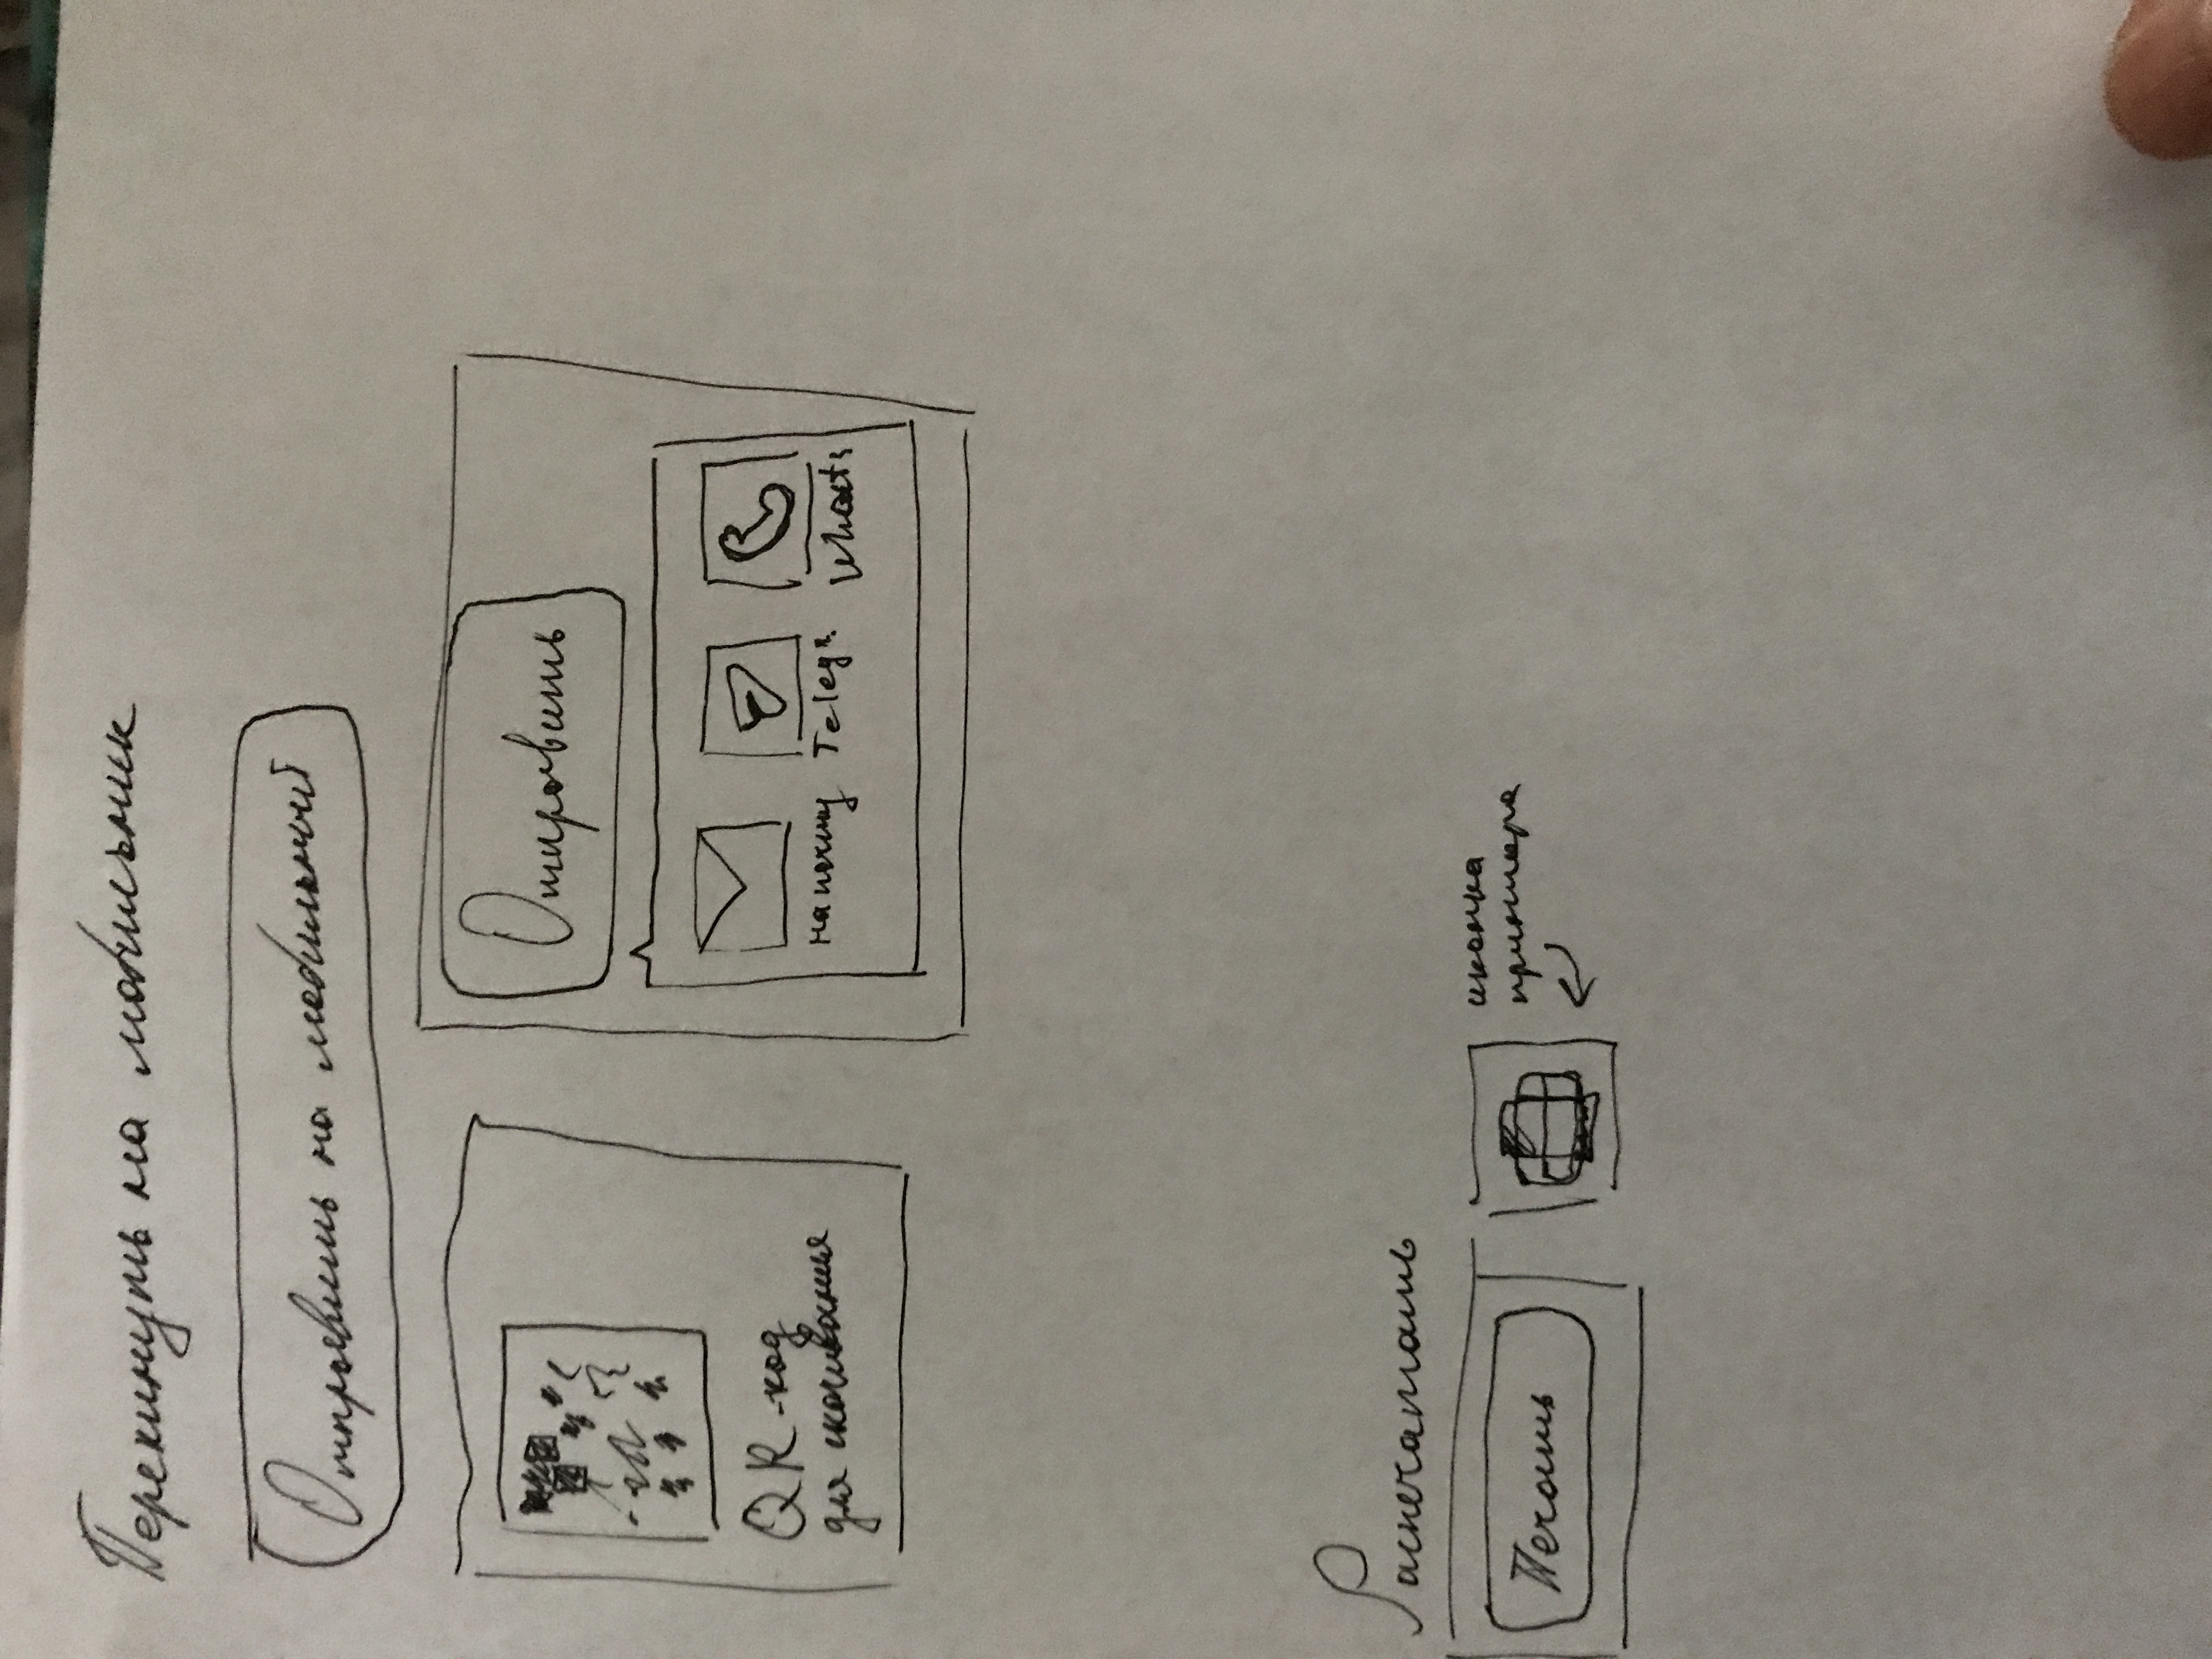 Перекинуть на мобильник
Отправить на мобильный
QR-код
для скачивания
Отправить
на почту
Telegr.
Whats
Распечатать
Печать
иконка
принтера